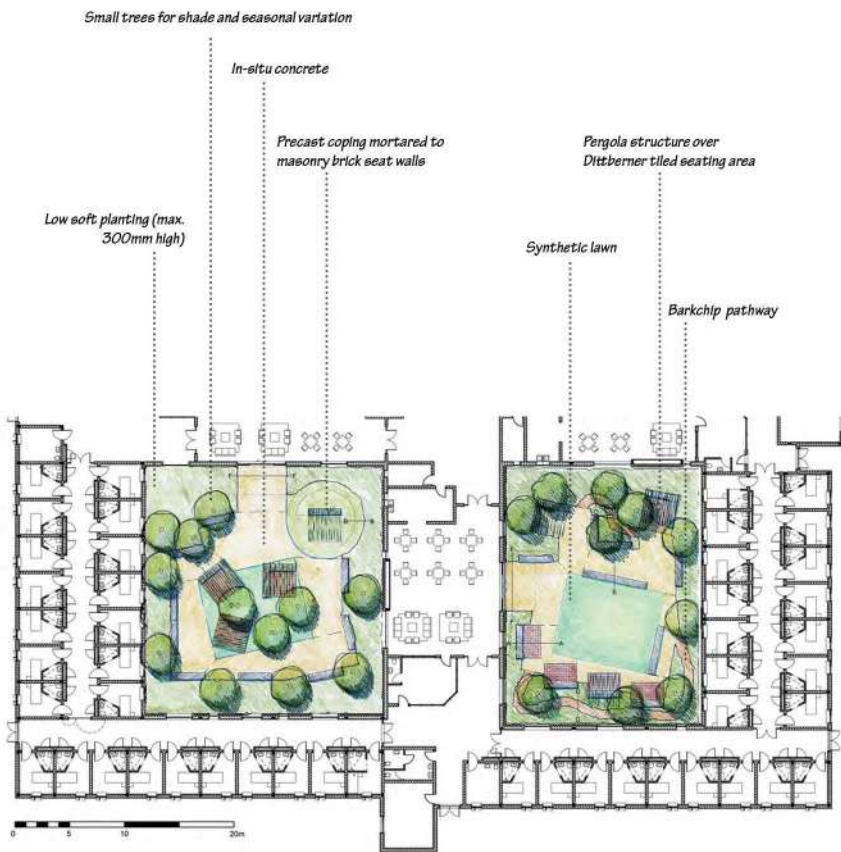 Small trees for shade and seasonal variation
In-situ concrete
Precast coping mortared to
masonry brick seat walls
Pergola structure over
Dittberner tiled seating area
Low soft planting (max.
300mm high)
Synthetic lawn
Barkchip pathway
0 5 10 20m